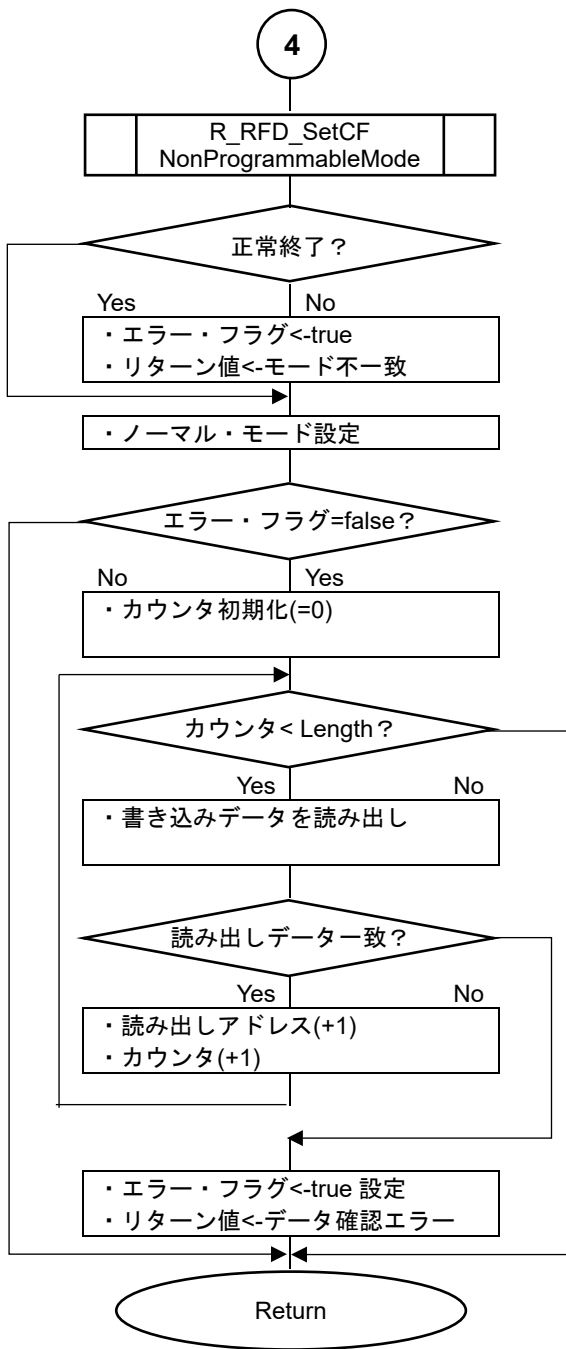 4
R_RFD_SetCF
NonProgrammableMode
正常終了？
Yes No
・エラー・フラグ<-true
・リターン値<-モード不一致
・ノーマル・モード設定
エラー・フラグ=false？
No Yes
・カウンタ初期化(=0)
カウンタ< Length？
Yes No
・書き込みデータを読み出し
読み出しデータ一致？
Yes No
・読み出しアドレス(+1)
・カウンタ(+1)
・エラー・フラグ<-true 設定
・リターン値<-データ確認エラー
Return